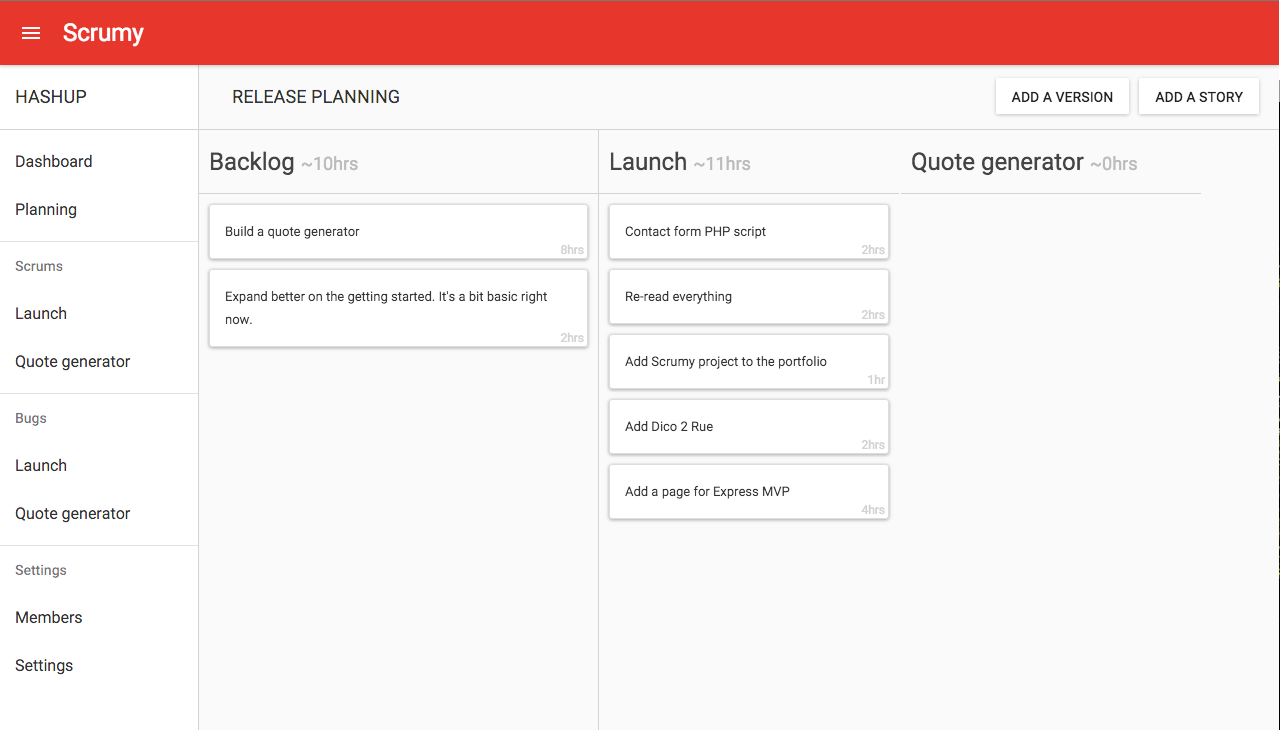 Scrumy
HASHUP
RELEASE PLANNING
ADD A VERSION
ADD A STORY
Dashboard
Planning
Scrums
Launch
Quote generator
Bugs
Launch
Quote generator
Settings
Members
Settings
Backlog ~10hrs
Build a quote generator
8hrs
Expand better on the getting started. It's a bit basic right
now.
2hrs
Launch ~11hrs
Contact form PHP script
2hrs
Re-read everything
2hrs
Add Scrumy project to the portfolio
1hr
Add Dico 2 Rue
2hrs
Add a page for Express MVP
4hrs
Quote generator ~0hrs